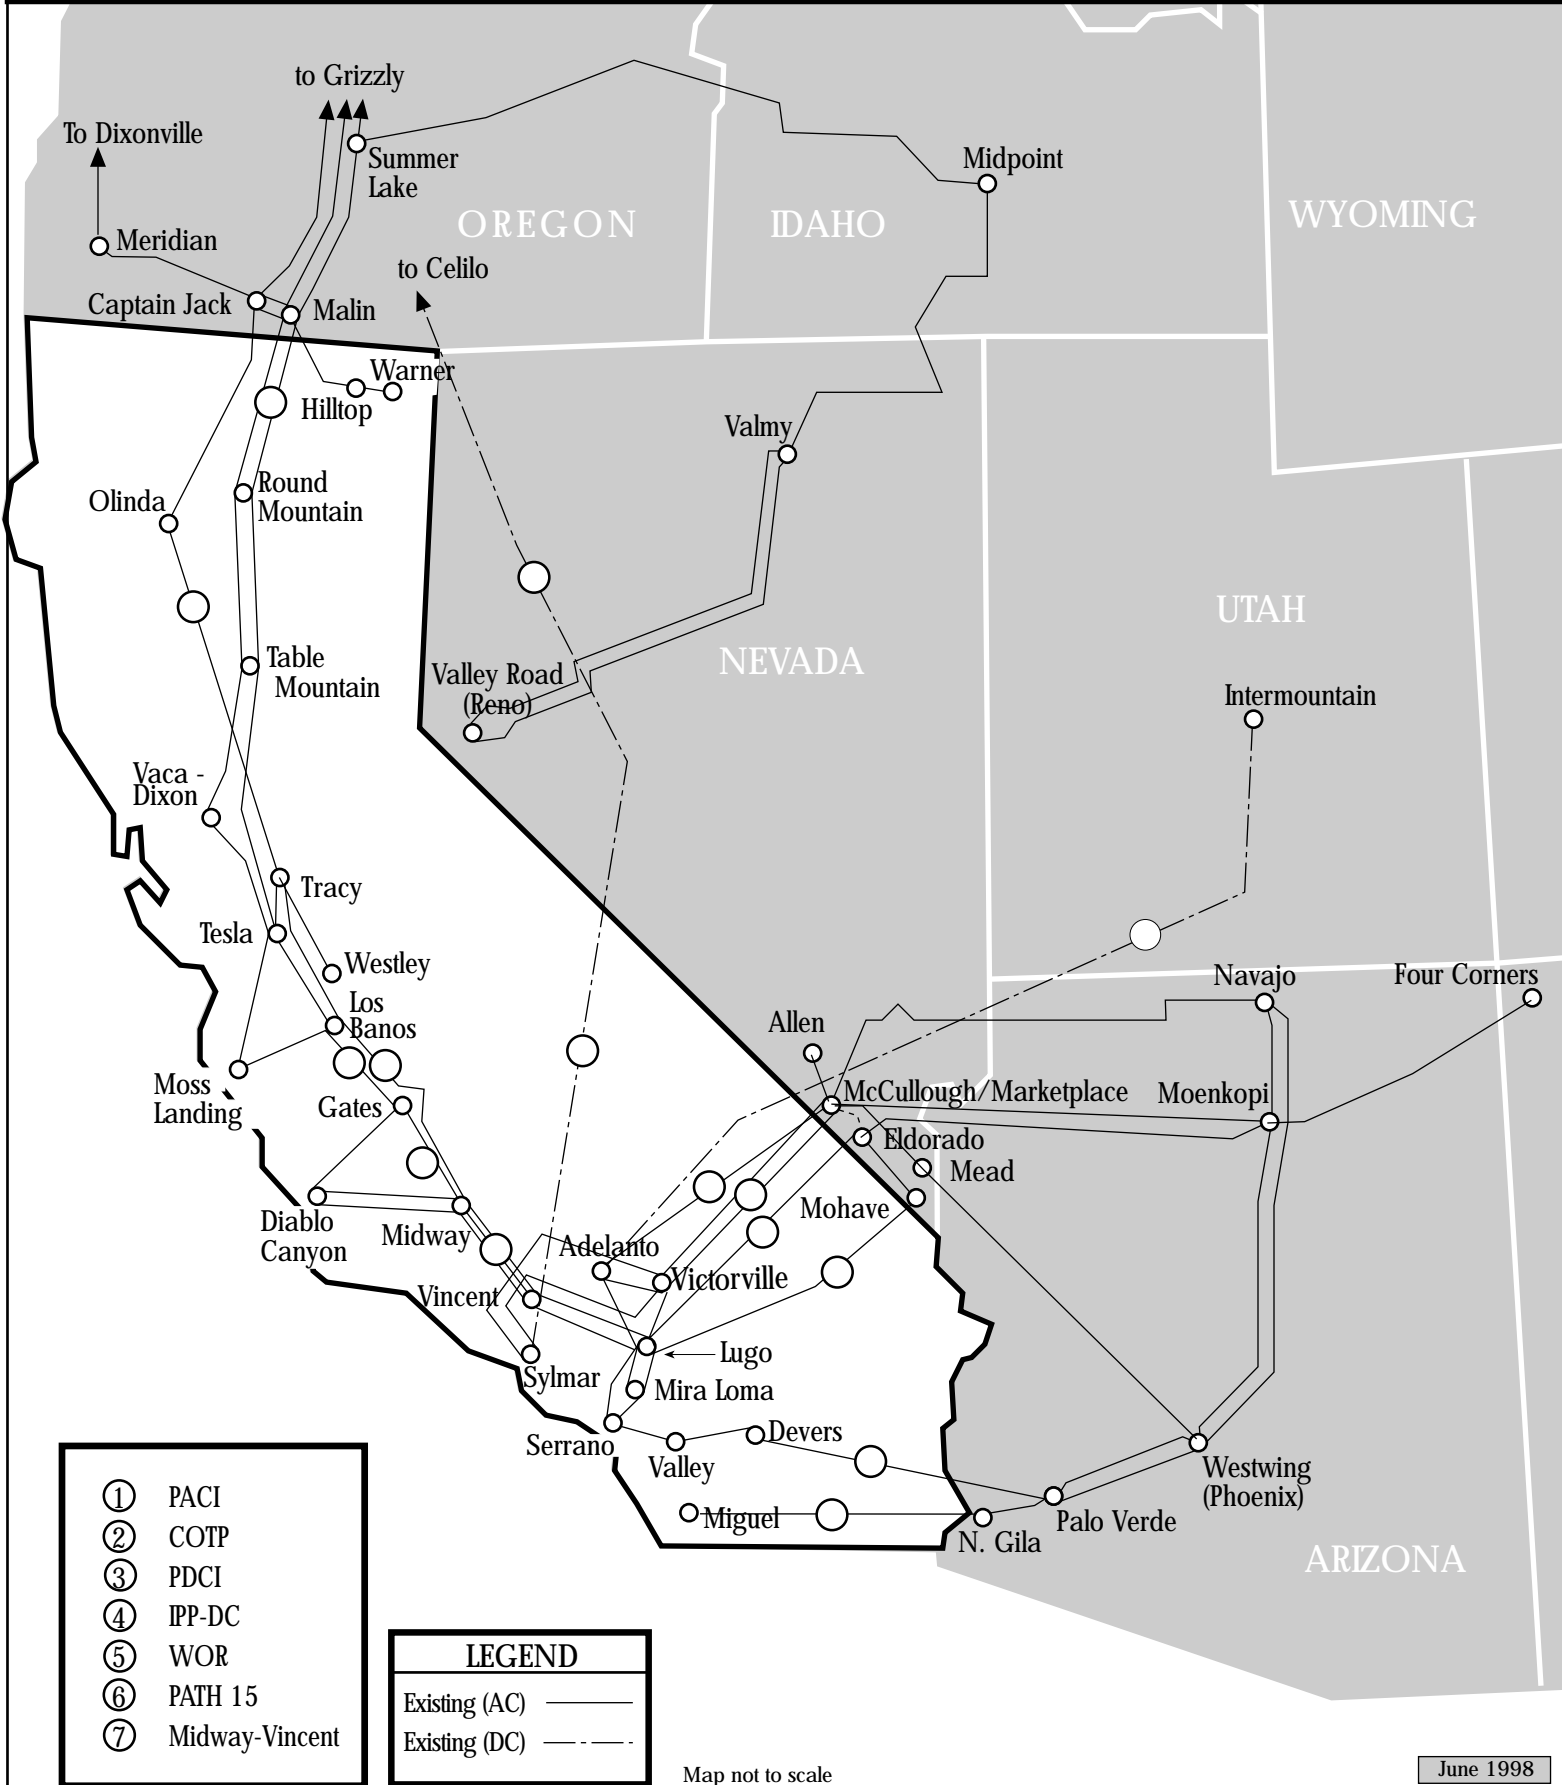 to Grizzly
To Dixonville
Summer
Lake
Midpoint
OREGON
IDAHO
WYOMING
Meridian
to Celilo
Captain Jack
Malin
Warner
Hilltop
Valmy
Round
Mountain
Olinda
UTAH
Table
Mountain
NEVADA
Valley Road
(Reno)
Intermountain
Vaca -
Dixon
Tracy
Tesla
Westley
Navajo
Four Corners
Los
Banos
Allen
Moss
Landing
Gates
McCullough/Marketplace
Moenkopi
Eldorado
Mead
Mohave
Diablo
Canyon
Midway
Adelanto
Victorville
Vincent
Lugo
Sylmar
Mira Loma
Serrano
Devers
Valley
Westwing
(Phoenix)
Miguel
Palo Verde
N. Gila
ARIZONA
1 PACI
2 COTP
3 PDCI
4 IPP-DC
5 WOR
6 PATH 15
7 Midway-Vincent
LEGEND
Existing (AC)
Existing (DC)
Map not to scale
June 1998